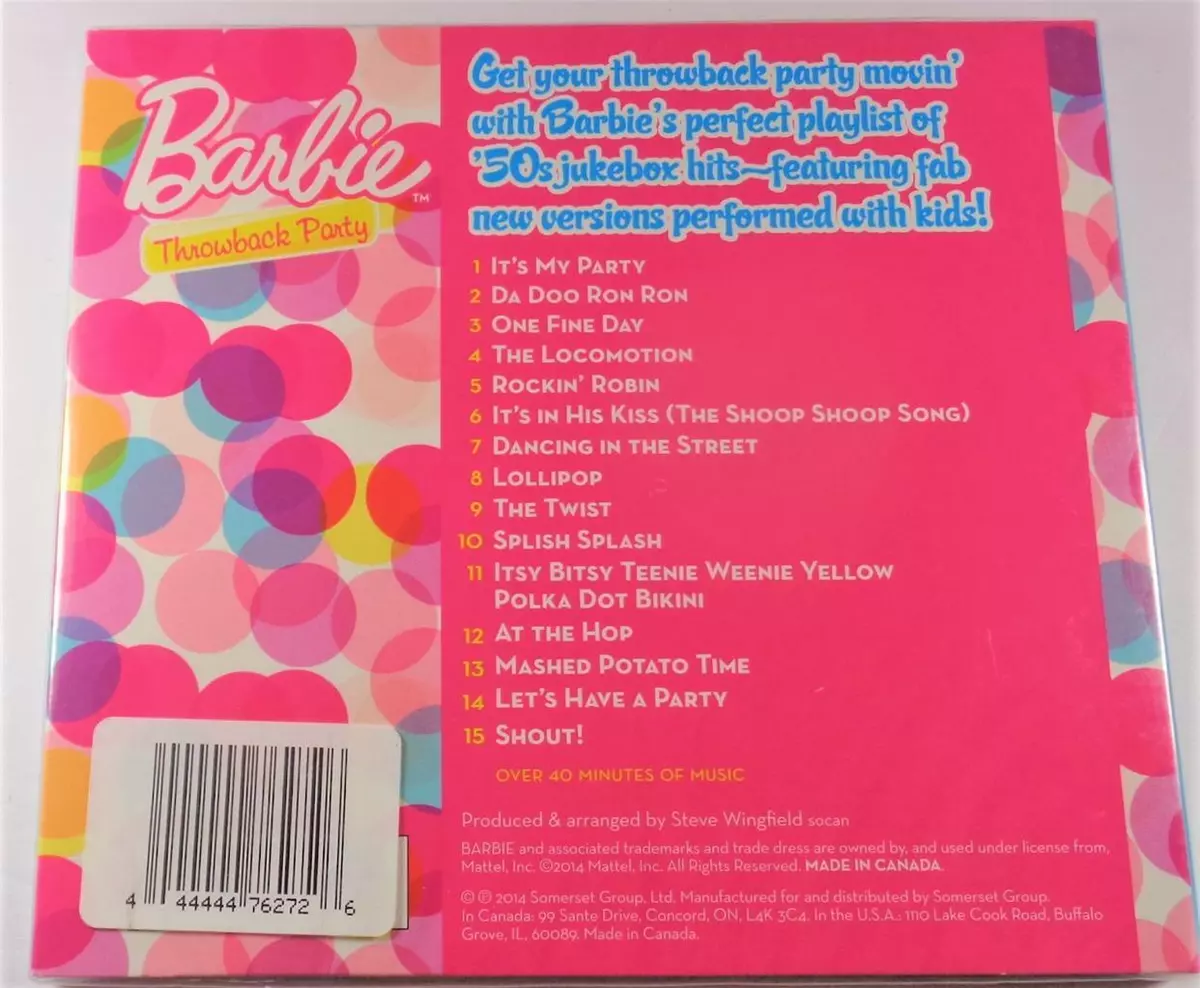 Barbie™
Throwback Party
Get your throwback party movin'
with Barbie's perfect playlist of
'50s jukebox hits—featuring fab
new versions performed with kids!
1 It's My Party
2 Da Doo Ron Ron
3 One Fine Day
4 The Locomotion
5 Rockin' Robin
6 It's in His Kiss (The Shoop Shoop Song)
7 Dancing in the Street
8 Lollipop
9 The Twist
10 Splish Splash
11 Itsy Bitsy Teenie Weenie Yellow
Polka Dot Bikini
12 At the Hop
13 Mashed Potato Time
14 Let's Have a Party
15 Shout!
OVER 40 MINUTES OF MUSIC
Produced & arranged by Steve Wingfield SOCAN
BARBIE and associated trademarks and trade dress are owned by, and used under license from,
Mattel, Inc. ©2014 Mattel, Inc. All Rights Reserved. MADE IN CANADA.
© ℗ 2014 Somerset Group, Ltd. Manufactured for and distributed by Somerset Group.
In Canada: 99 Sante Drive, Concord, ON, L4K 3C4. In the U.S.A.: 1110 Lake Cook Road, Buffalo
Grove, IL, 60089. Made in Canada.
4 44444 76272 6